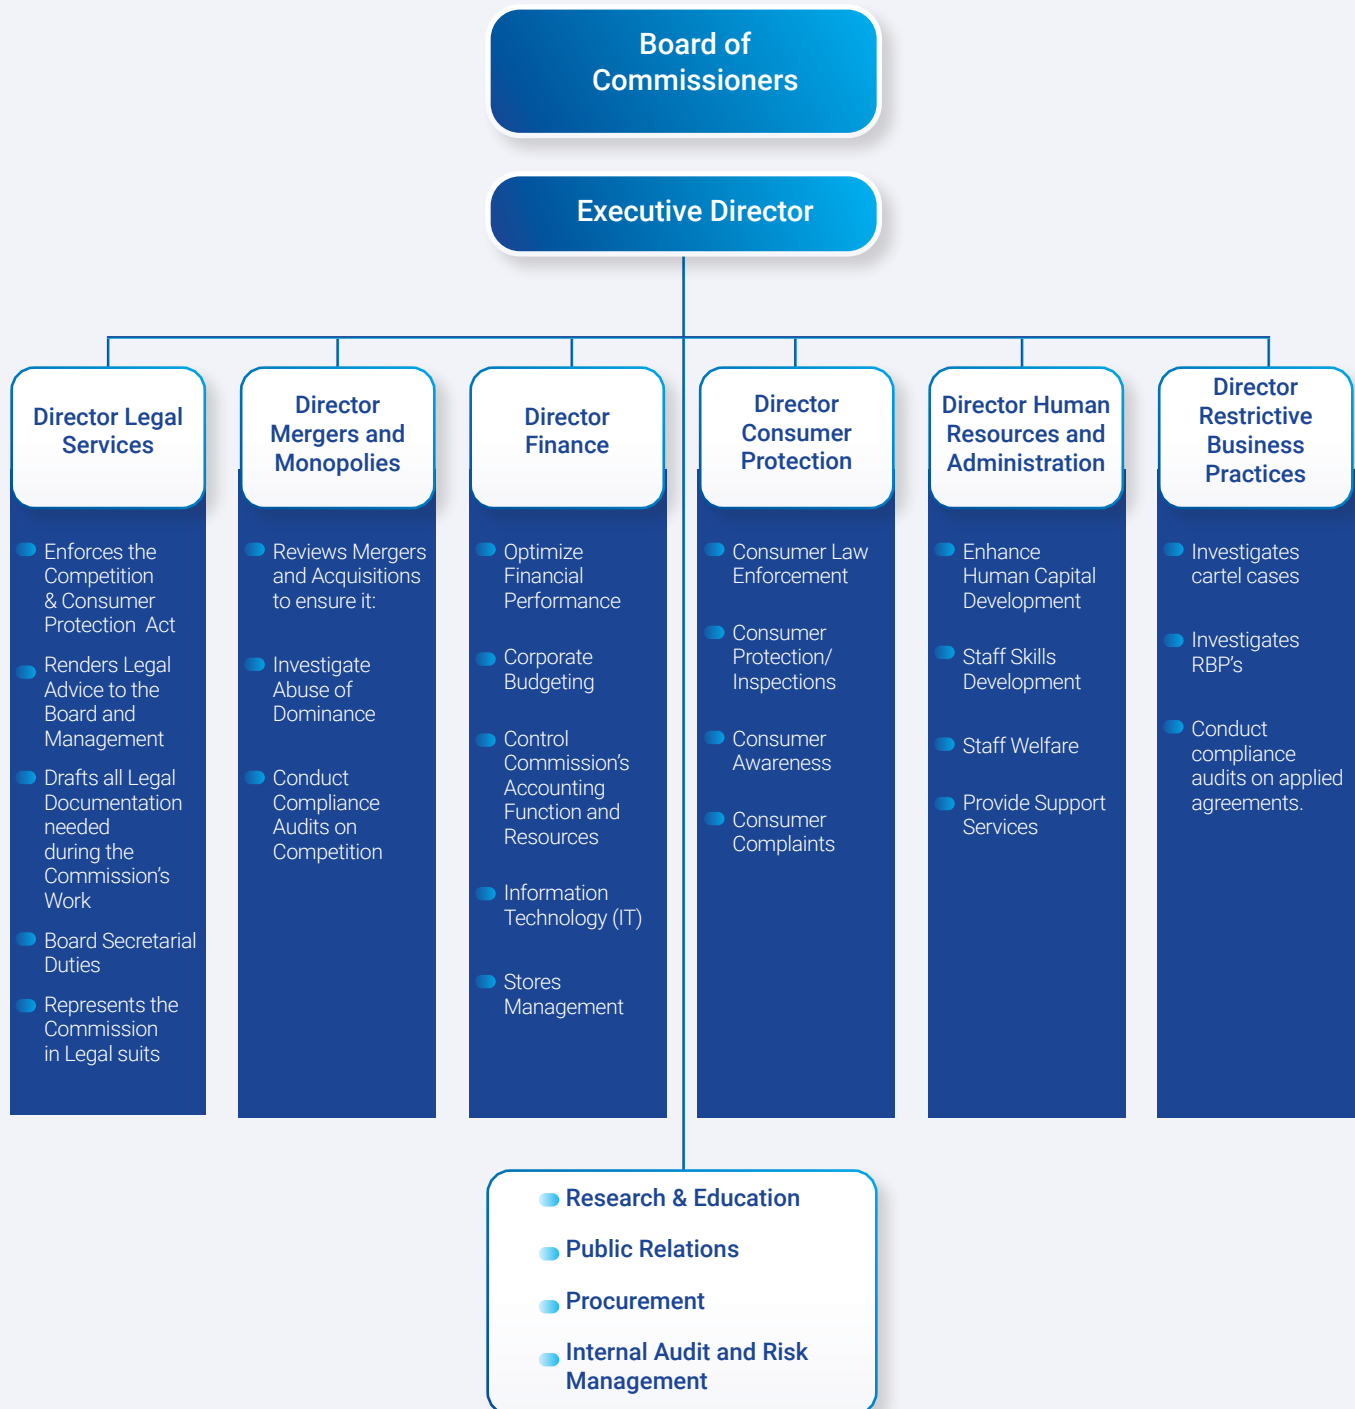 Board of
Commissioners
Executive Director
Director Legal
Services
Enforces the
Competition
& Consumer
Protection Act
Renders Legal
Advice to the
Board and
Management
Drafts all Legal
Documentation
needed
during the
Commission's
Work
Board Secretarial
Duties
Represents the
Commission
in Legal suits
Director
Mergers and
Monopolies
Reviews Mergers
and Acquisitions
to ensure it:
Investigate
Abuse of
Dominance
Conduct
Compliance
Audits on
Competition
Director
Finance
Optimize
Financial
Performance
Corporate
Budgeting
Control
Commission's
Accounting
Function and
Resources
Information
Technology (IT)
Stores
Management
Director
Consumer
Protection
Consumer Law
Enforcement
Consumer
Protection/
Inspections
Consumer
Awareness
Consumer
Complaints
Director Human
Resources and
Administration
Enhance
Human Capital
Development
Staff Skills
Development
Staff Welfare
Provide Support
Services
Director
Restrictive
Business
Practices
Investigates
cartel cases
Investigates
RBP's
Conduct
compliance
audits on applied
agreements.
Research & Education
Public Relations
Procurement
Internal Audit and Risk
Management